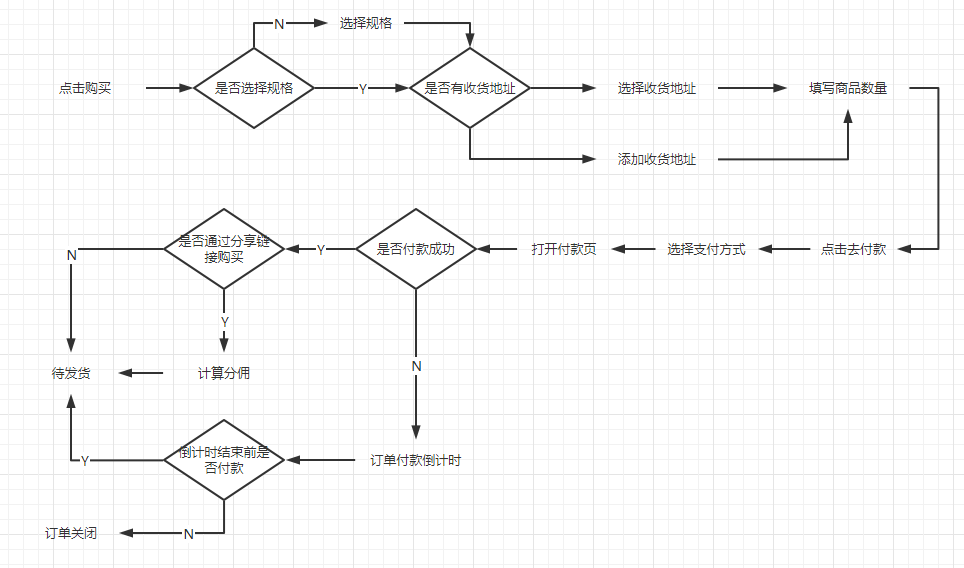 N
选择规格
点击购买
是否选择规格
Y
是否有收货地址
选择收货地址
填写商品数量
添加收货地址
是否通过分享链
接购买
Y
是否付款成功
打开付款页
选择支付方式
点击去付款
N
Y
N
待发货
计算分佣
倒计时结束前是
否付款
Y
订单付款倒计时
订单关闭
N